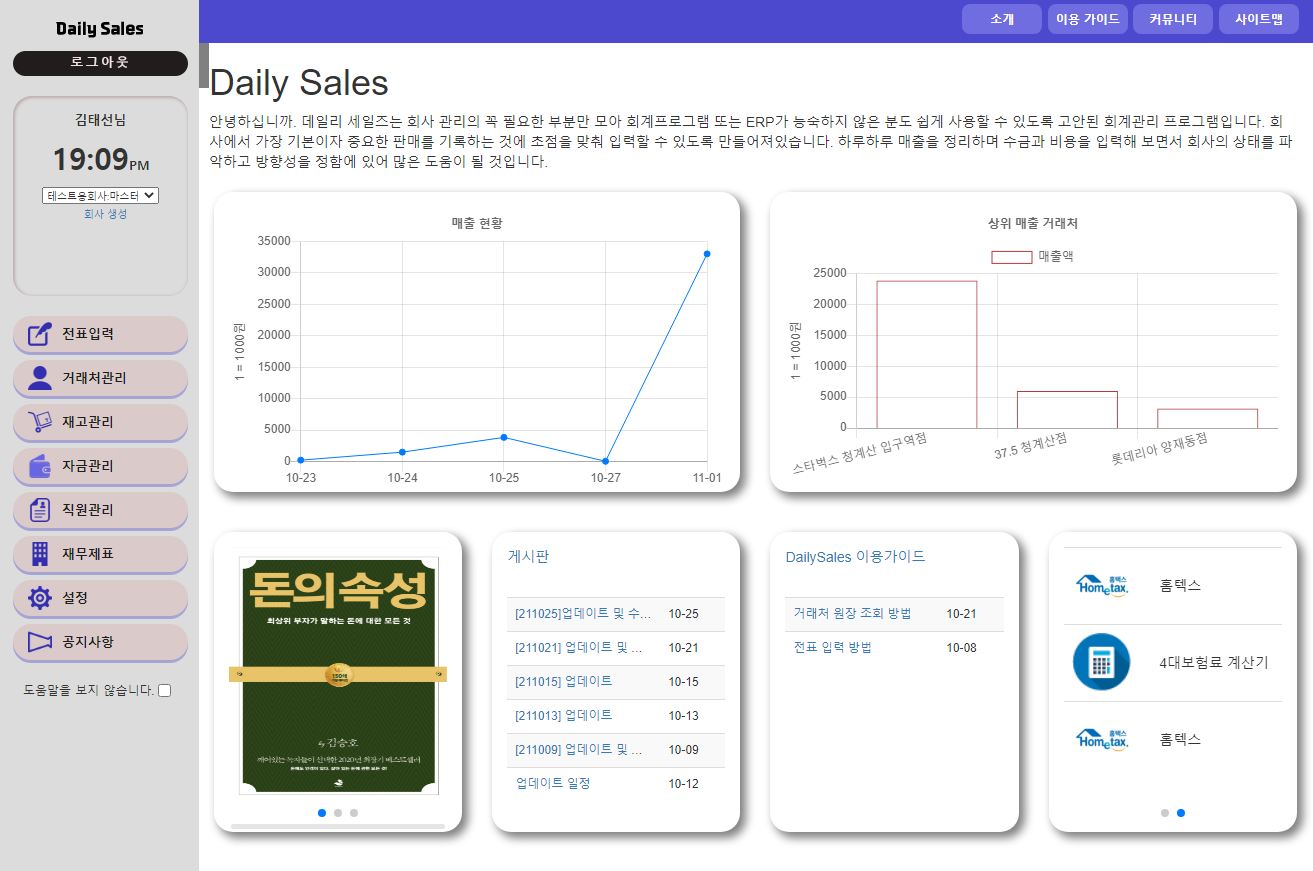 Daily Sales
로그아웃
김태선님
19:09PM
테스트용회사:마스터
회사 생성
전표입력
거래처관리
재고관리
자금관리
직원관리
재무제표
설정
공지사항
도움말을 보지 않습니다.
소개
이용 가이드
커뮤니티
사이트맵
Daily Sales
안녕하십니까. 데일리 세일즈는 회사 관리의 꼭 필요한 부분만 모아 회계프로그램 또는 ERP가 능숙하지 않은 분도 쉽게 사용할 수 있도록 고안된 회계관리 프로그램입니다. 회
사에서 가장 기본이자 중요한 판매를 기록하는 것에 초점을 맞춰 입력할 수 있도록 만들어져있습니다. 하루하루 매출을 정리하며 수금과 비용을 입력해 보면서 회사의 상태를 파
악하고 방향성을 정함에 있어 많은 도움이 될 것입니다.
매출 현황
35000
30000
25000
20000
15000
10000
5000
0
1 = 1000원
10-23 10-24 10-25 10-27 11-01
상위 매출 거래처
매출액
25000
20000
15000
10000
5000
0
1 = 1000원
스타벅스 청계산 입구역점
37.5 청계산점
롯데리아 양재동점
돈의 속성
최상위 부자가 말하는 돈에 대한 모든 것
김승호
게시판
[211025]업데이트 및 수... 10-25
[211021] 업데이트 및 ... 10-21
[211015] 업데이트 10-15
[211013] 업데이트 10-13
[211009] 업데이트 및 ... 10-09
업데이트 일정 10-12
DailySales 이용가이드
거래처 원장 조회 방법 10-21
전표 입력 방법 10-08
홈텍스
Hometax.
홈텍스
4대보험료 계산기
홈텍스
Hometax.
홈텍스